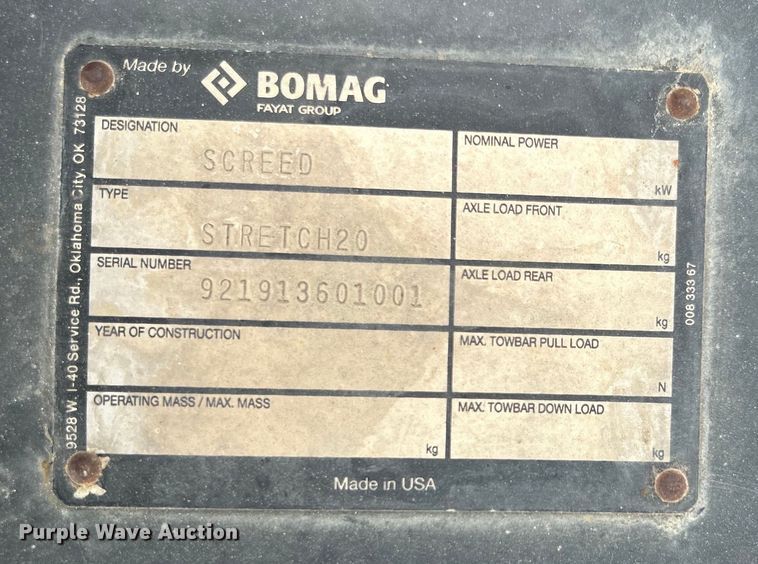 Made by BOMAG
FAYAT GROUP
DESIGNATION
SCREED
TYPE
STRETCH20
SERIAL NUMBER
921913601001
YEAR OF CONSTRUCTION
OPERATING MASS / MAX. MASS
kg
NOMINAL POWER
kW
AXLE LOAD FRONT
kg
AXLE LOAD REAR
kg
MAX. TOWBAR PULL LOAD
N
MAX. TOWBAR DOWN LOAD
kg
Made in USA
9528 W. I-40 Service Rd., Oklahoma City, OK 73128
008 333 67
Purple Wave Auction